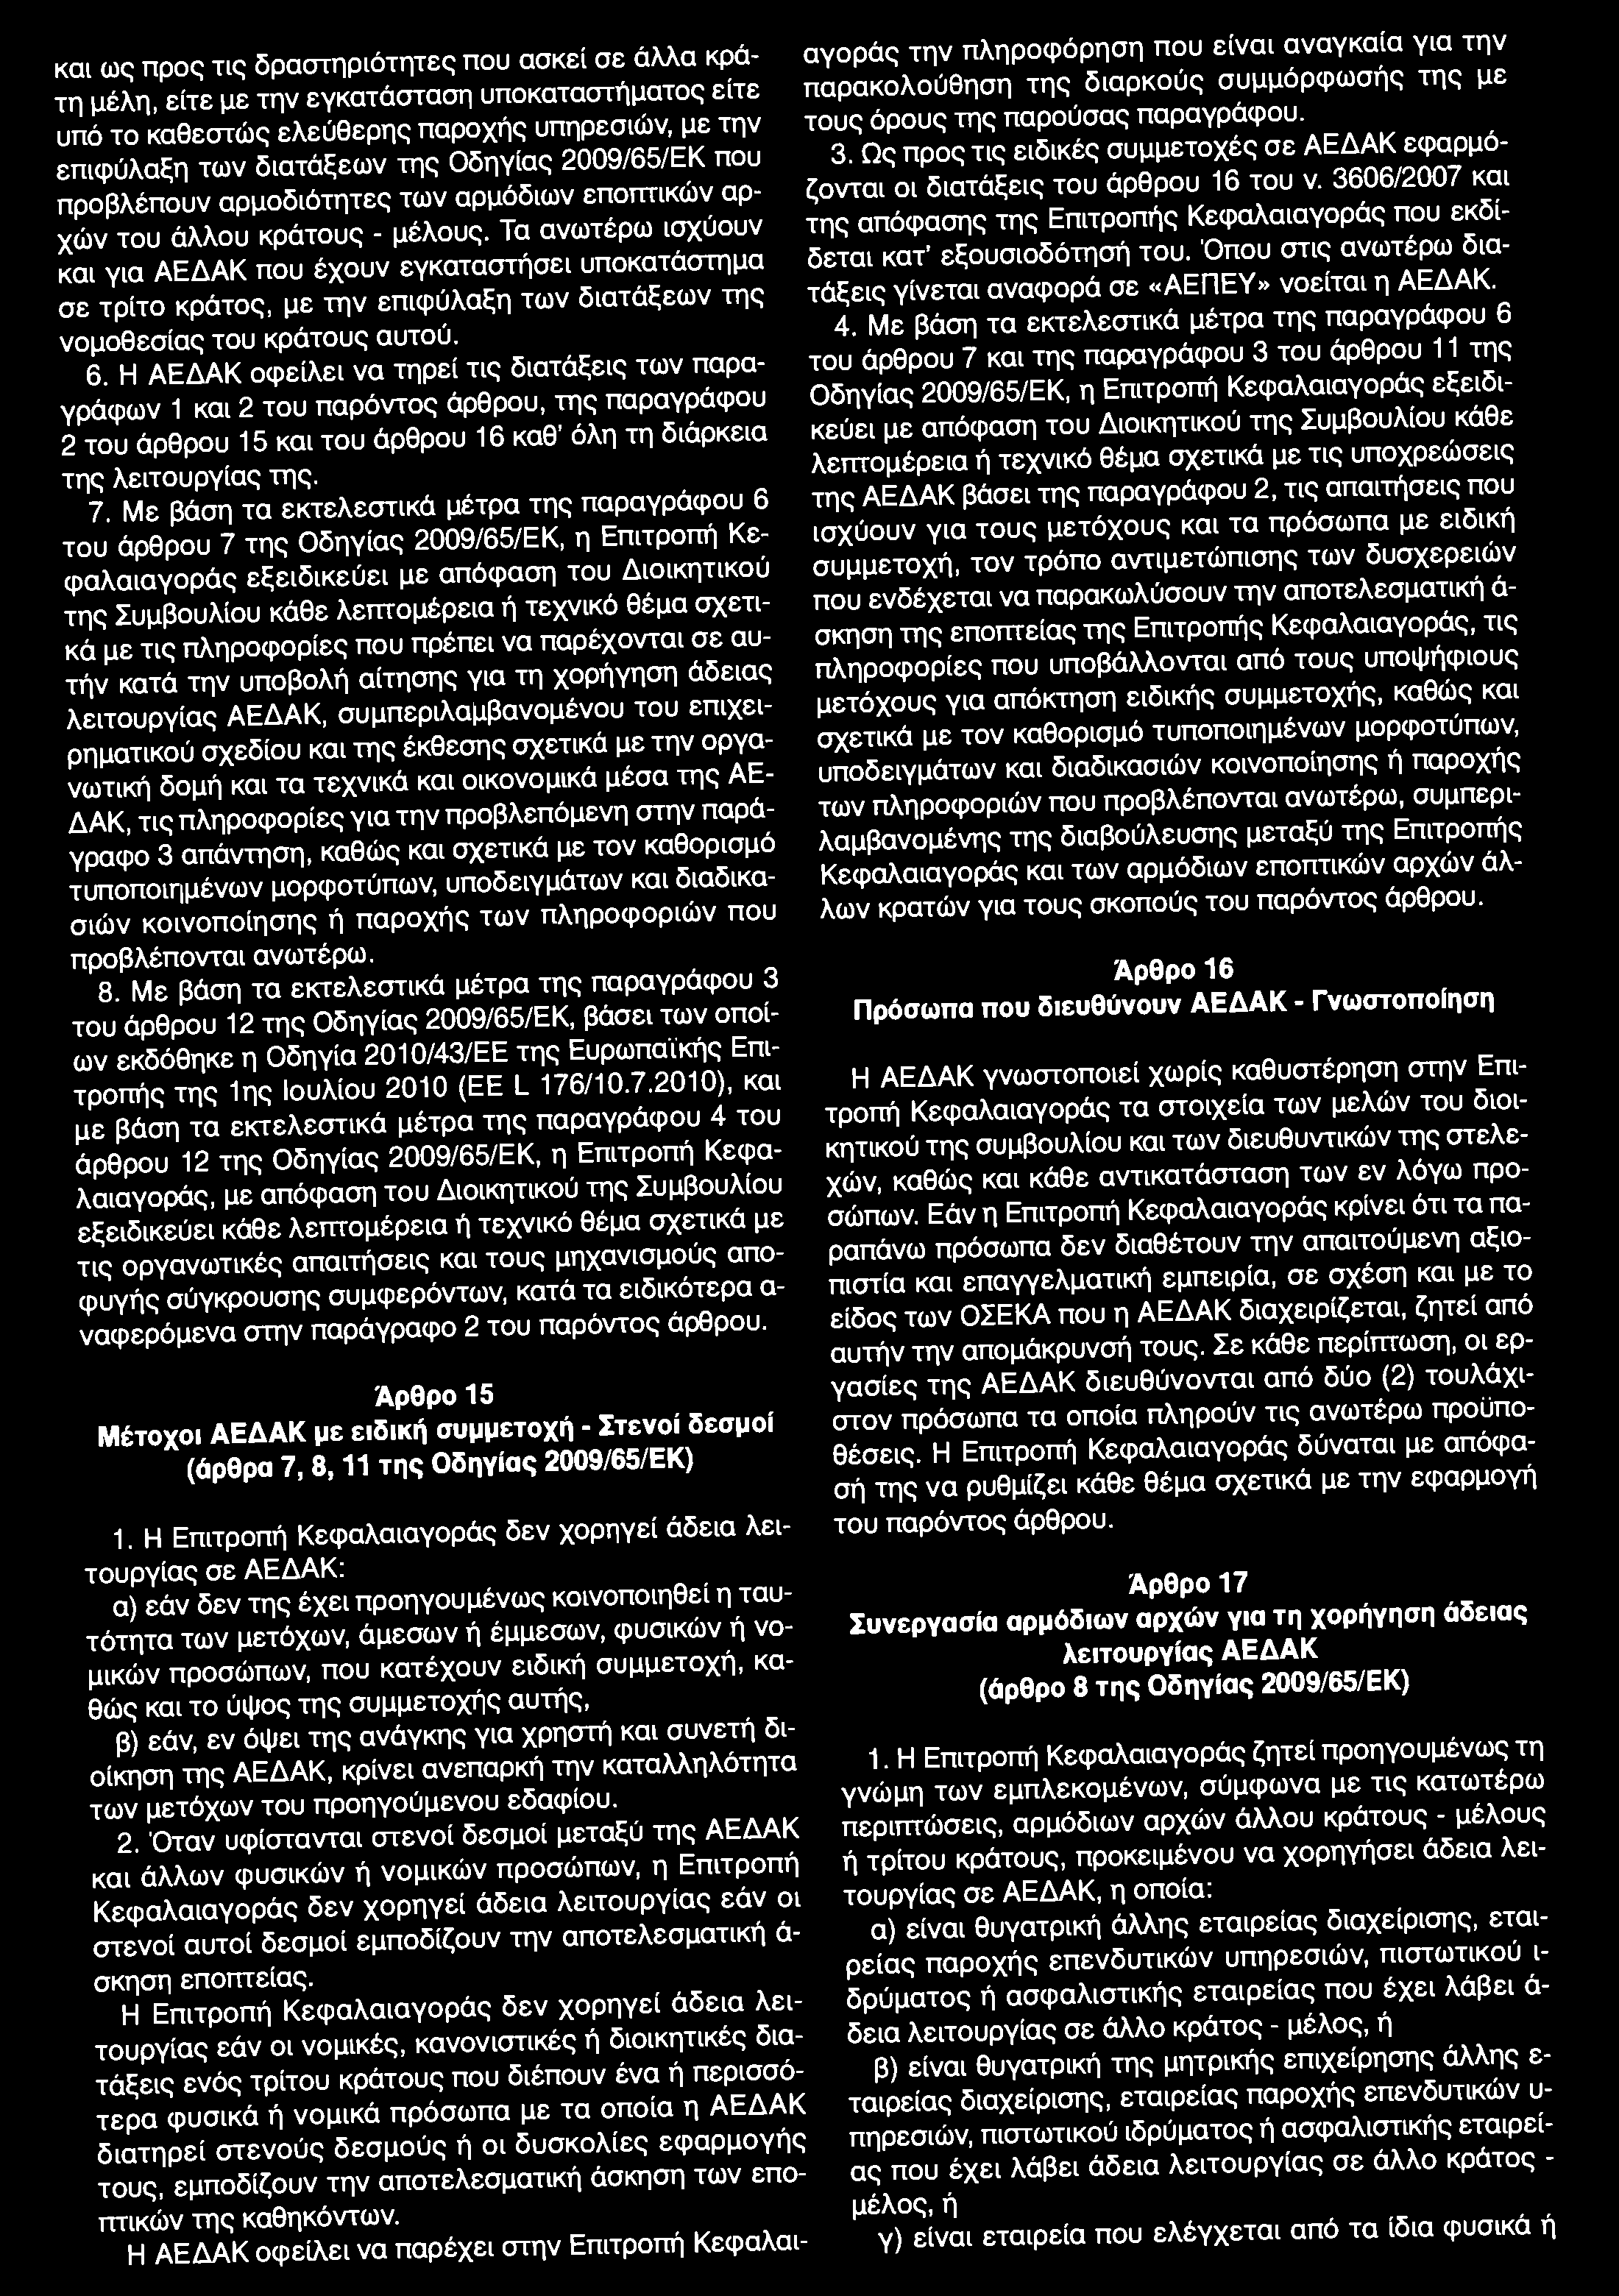 και ως προς τις δραστηριότητες που ασκεί σε άλλα κρά-
τη μέλη, είτε με την εγκατάσταση υποκαταστήματος είτε
υπό το καθεστώς ελεύθερης παροχής υπηρεσιών, με την
επιφύλαξη των διατάξεων της Οδηγίας 2009/65/ΕΚ που
προβλέπουν αρμοδιότητες των αρμόδιων εποπτικών αρ-
χών του άλλου κράτους - μέλους. Τα ανωτέρω ισχύουν
και για ΑΕΔΑΚ που έχουν εγκαταστήσει υποκατάστημα
σε τρίτο κράτος, με την επιφύλαξη των διατάξεων της
νομοθεσίας του κράτους αυτού.
6. Η ΑΕΔΑΚ οφείλει να τηρεί τις διατάξεις των παρα-
γράφων 1 και 2 του παρόντος άρθρου, της παραγράφου
2 του άρθρου 15 και του άρθρου 16 καθ' όλη τη διάρκεια
της λειτουργίας της.
7. Με βάση τα εκτελεστικά μέτρα της παραγράφου 6
του άρθρου 7 της Οδηγίας 2009/65/ΕΚ, η Επιτροπή Κε-
φαλαιαγοράς εξειδικεύει με απόφαση του Διοικητικού
της Συμβουλίου κάθε λεπτομέρεια ή τεχνικό θέμα σχετι-
κά με τις πληροφορίες που πρέπει να παρέχονται σε αυ-
τήν κατά την υποβολή αίτησης για τη χορήγηση άδειας
λειτουργίας ΑΕΔΑΚ, συμπεριλαμβανομένου του επιχει-
ρηματικού σχεδίου και της έκθεσης σχετικά με την οργα-
νωτική δομή και τα τεχνικά και οικονομικά μέσα της ΑΕ-
ΔΑΚ, τις πληροφορίες για την προβλεπόμενη στην παρά-
γραφο 3 απάντηση, καθώς και σχετικά με τον καθορισμό
τυποποιημένων μορφοτύπων, υποδειγμάτων και διαδικα-
σιών κοινοποίησης ή παροχής των πληροφοριών που
προβλέπονται ανωτέρω.
8. Με βάση τα εκτελεστικά μέτρα της παραγράφου 3
του άρθρου 12 της Οδηγίας 2009/65/ΕΚ, βάσει των οποί-
ων εκδόθηκε η Οδηγία 2010/43/ΕΕ της Ευρωπαϊκής Επι-
τροπής της 1ης Ιουλίου 2010 (ΕΕ L 176/10.7.2010), και
με βάση τα εκτελεστικά μέτρα της παραγράφου 4 του
άρθρου 12 της Οδηγίας 2009/65/ΕΚ, η Επιτροπή Κεφα-
λαιαγοράς, με απόφαση του Διοικητικού της Συμβουλίου
εξειδικεύει κάθε λεπτομέρεια ή τεχνικό θέμα σχετικά με
τις οργανωτικές απαιτήσεις και τους μηχανισμούς απο-
φυγής σύγκρουσης συμφερόντων, κατά τα ειδικότερα α-
ναφερόμενα στην παράγραφο 2 του παρόντος άρθρου.
Άρθρο 15
Μέτοχοι ΑΕΔΑΚ με ειδική συμμετοχή - Στενοί δεσμοί
(άρθρα 7, 8, 11 της Οδηγίας 2009/65/ΕΚ)
1. Η Επιτροπή Κεφαλαιαγοράς δεν χορηγεί άδεια λει-
τουργίας σε ΑΕΔΑΚ:
α) εάν δεν της έχει προηγουμένως κοινοποιηθεί η ταυ-
τότητα των μετόχων, άμεσων ή έμμεσων, φυσικών ή νο-
μικών προσώπων, που κατέχουν ειδική συμμετοχή, κα-
θώς και το ύψος της συμμετοχής αυτής,
β) εάν, εν όψει της ανάγκης για χρηστή και συνετή δι-
οίκηση της ΑΕΔΑΚ, κρίνει ανεπαρκή την καταλληλότητα
των μετόχων του προηγούμενου εδαφίου.
2. Όταν υφίστανται στενοί δεσμοί μεταξύ της ΑΕΔΑΚ
και άλλων φυσικών ή νομικών προσώπων, η Επιτροπή
Κεφαλαιαγοράς δεν χορηγεί άδεια λειτουργίας εάν οι
στενοί αυτοί δεσμοί εμποδίζουν την αποτελεσματική ά-
σκηση εποπτείας.
Η Επιτροπή Κεφαλαιαγοράς δεν χορηγεί άδεια λει-
τουργίας εάν οι νομικές, κανονιστικές ή διοικητικές δια-
τάξεις ενός τρίτου κράτους που διέπουν ένα ή περισσό-
τερα φυσικά ή νομικά πρόσωπα με τα οποία η ΑΕΔΑΚ
διατηρεί στενούς δεσμούς ή οι δυσκολίες εφαρμογής
τους, εμποδίζουν την αποτελεσματική άσκηση των επο-
πτικών της καθηκόντων.
Η ΑΕΔΑΚ οφείλει να παρέχει στην Επιτροπή Κεφαλαι-
αγοράς την πληροφόρηση που είναι αναγκαία για την
παρακολούθηση της διαρκούς συμμόρφωσής της με
τους όρους της παρούσας παραγράφου.
3. Ως προς τις ειδικές συμμετοχές σε ΑΕΔΑΚ εφαρμό-
ζονται οι διατάξεις του άρθρου 16 του ν. 3606/2007 και
της απόφασης της Επιτροπής Κεφαλαιαγοράς που εκδί-
δεται κατ' εξουσιοδότησή του. Όπου στις ανωτέρω δια-
τάξεις γίνεται αναφορά σε «ΑΕΠΕΥ» νοείται η ΑΕΔΑΚ.
4. Με βάση τα εκτελεστικά μέτρα της παραγράφου 6
του άρθρου 7 και της παραγράφου 3 του άρθρου 11 της
Οδηγίας 2009/65/ΕΚ, η Επιτροπή Κεφαλαιαγοράς εξειδι-
κεύει με απόφαση του Διοικητικού της Συμβουλίου κάθε
λεπτομέρεια ή τεχνικό θέμα σχετικά με τις υποχρεώσεις
της ΑΕΔΑΚ βάσει της παραγράφου 2, τις απαιτήσεις που
ισχύουν για τους μετόχους και τα πρόσωπα με ειδική
συμμετοχή, τον τρόπο αντιμετώπισης των δυσχερειών
που ενδέχεται να παρακωλύσουν την αποτελεσματική ά-
σκηση της εποπτείας της Επιτροπής Κεφαλαιαγοράς, τις
πληροφορίες που υποβάλλονται από τους υποψήφιους
μετόχους για απόκτηση ειδικής συμμετοχής, καθώς και
σχετικά με τον καθορισμό τυποποιημένων μορφοτύπων,
υποδειγμάτων και διαδικασιών κοινοποίησης ή παροχής
των πληροφοριών που προβλέπονται ανωτέρω, συμπερι-
λαμβανομένης της διαβούλευσης μεταξύ της Επιτροπής
Κεφαλαιαγοράς και των αρμόδιων εποπτικών αρχών άλ-
λων κρατών για τους σκοπούς του παρόντος άρθρου.
Άρθρο 16
Πρόσωπα που διευθύνουν ΑΕΔΑΚ - Γνωστοποίηση
Η ΑΕΔΑΚ γνωστοποιεί χωρίς καθυστέρηση στην Επι-
τροπή Κεφαλαιαγοράς τα στοιχεία των μελών του διοι-
κητικού της συμβουλίου και των διευθυντικών της στελε-
χών, καθώς και κάθε αντικατάσταση των εν λόγω προ-
σώπων. Εάν η Επιτροπή Κεφαλαιαγοράς κρίνει ότι τα πα-
ραπάνω πρόσωπα δεν διαθέτουν την απαιτούμενη αξιο-
πιστία και επαγγελματική εμπειρία, σε σχέση και με το
είδος των ΟΣΕΚΑ που η ΑΕΔΑΚ διαχειρίζεται, ζητεί από
αυτήν την απομάκρυνσή τους. Σε κάθε περίπτωση, οι ερ-
γασίες της ΑΕΔΑΚ διευθύνονται από δύο (2) τουλάχι-
στον πρόσωπα τα οποία πληρούν τις ανωτέρω προϋπο-
θέσεις. Η Επιτροπή Κεφαλαιαγοράς δύναται με απόφα-
σή της να ρυθμίζει κάθε θέμα σχετικά με την εφαρμογή
του παρόντος άρθρου.
Άρθρο 17
Συνεργασία αρμόδιων αρχών για τη χορήγηση άδειας
λειτουργίας ΑΕΔΑΚ
(άρθρο 8 της Οδηγίας 2009/65/ΕΚ)
1. Η Επιτροπή Κεφαλαιαγοράς ζητεί προηγουμένως τη
γνώμη των εμπλεκομένων, σύμφωνα με τις κατωτέρω
περιπτώσεις, αρμόδιων αρχών άλλου κράτους - μέλους
ή τρίτου κράτους, προκειμένου να χορηγήσει άδεια λει-
τουργίας σε ΑΕΔΑΚ, η οποία:
α) είναι θυγατρική άλλης εταιρείας διαχείρισης, εται-
ρείας παροχής επενδυτικών υπηρεσιών, πιστωτικού ι-
δρύματος ή ασφαλιστικής εταιρείας που έχει λάβει ά-
δεια λειτουργίας σε άλλο κράτος - μέλος, ή
β) είναι θυγατρική της μητρικής επιχείρησης άλλης ε-
ταιρείας διαχείρισης, εταιρείας παροχής επενδυτικών υ-
πηρεσιών, πιστωτικού ιδρύματος ή ασφαλιστικής εταιρεί-
ας που έχει λάβει άδεια λειτουργίας σε άλλο κράτος -
μέλος, ή
γ) είναι εταιρεία που ελέγχεται από τα ίδια φυσικά ή